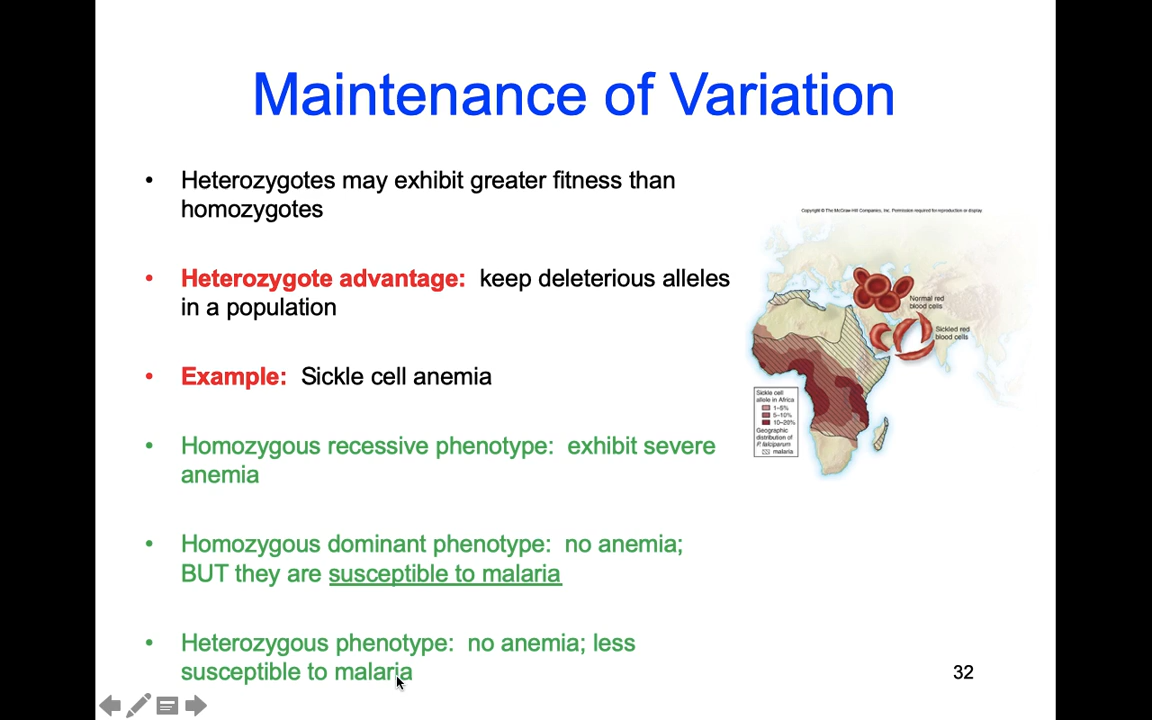 Maintenance of Variation
• Heterozygotes may exhibit greater fitness than
homozygotes
• Heterozygote advantage: keep deleterious alleles
in a population
• Example: Sickle cell anemia
• Homozygous recessive phenotype: exhibit severe
anemia
• Homozygous dominant phenotype: no anemia;
BUT they are susceptible to malaria
• Heterozygous phenotype: no anemia; less
susceptible to malaria
Copyright © The McGraw-Hill Companies, Inc. Permission required for reproduction or display.
Normal red
blood cells
Sickled red
blood cells
Sickle cell
allele in Africa
1–5%
5–10%
10–20%
Geographic
distribution of
P. falciparum
malaria
32